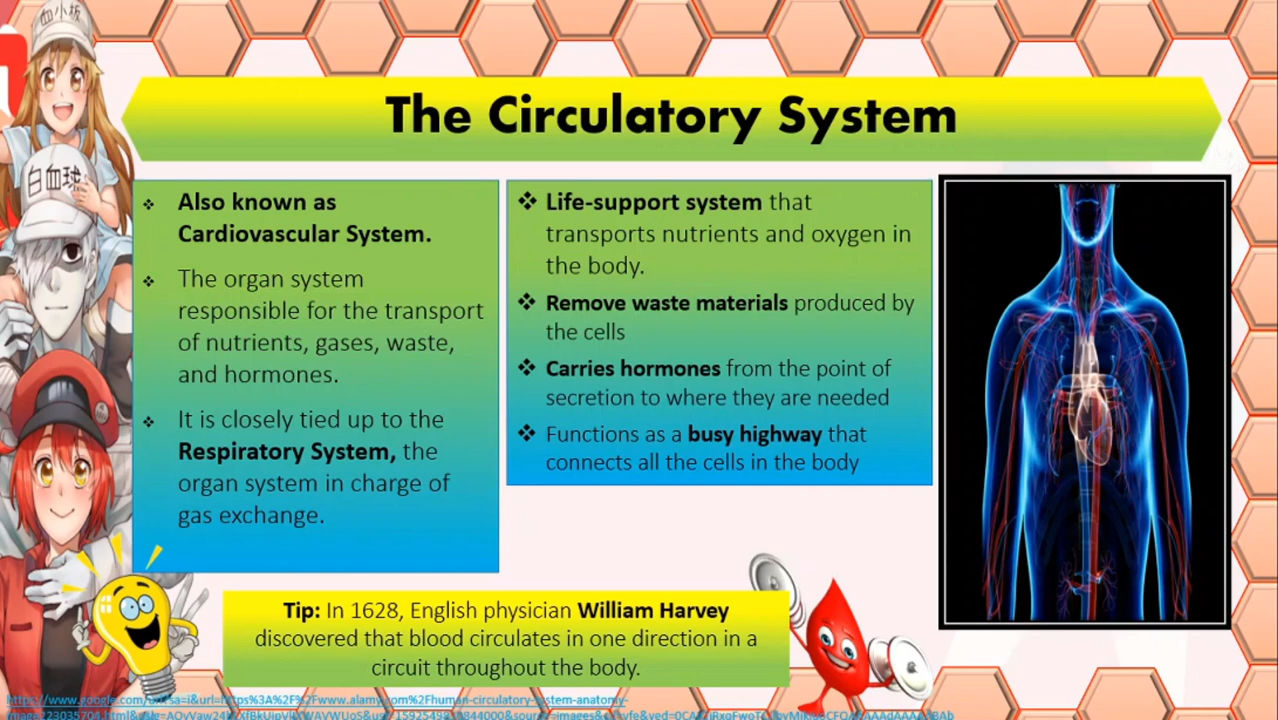 血小板
白血球
The Circulatory System
Also known as
Cardiovascular System.
The organ system
responsible for the transport
of nutrients, gases, waste,
and hormones.
It is closely tied up to the
Respiratory System, the
organ system in charge of
gas exchange.
Life-support system that
transports nutrients and oxygen in
the body.
Remove waste materials produced by
the cells
Carries hormones from the point of
secretion to where they are needed
Functions as a busy highway that
connects all the cells in the body
Tip: In 1628, English physician William Harvey
discovered that blood circulates in one direction in a
circuit throughout the body.